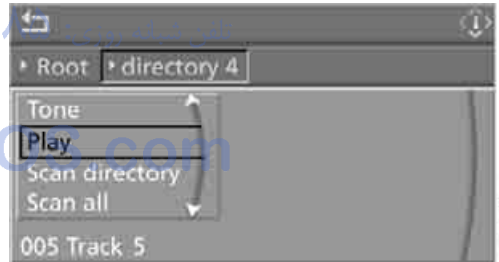 Root directory 4
Tone
Play
Scan directory
Scan all
005 Track 5